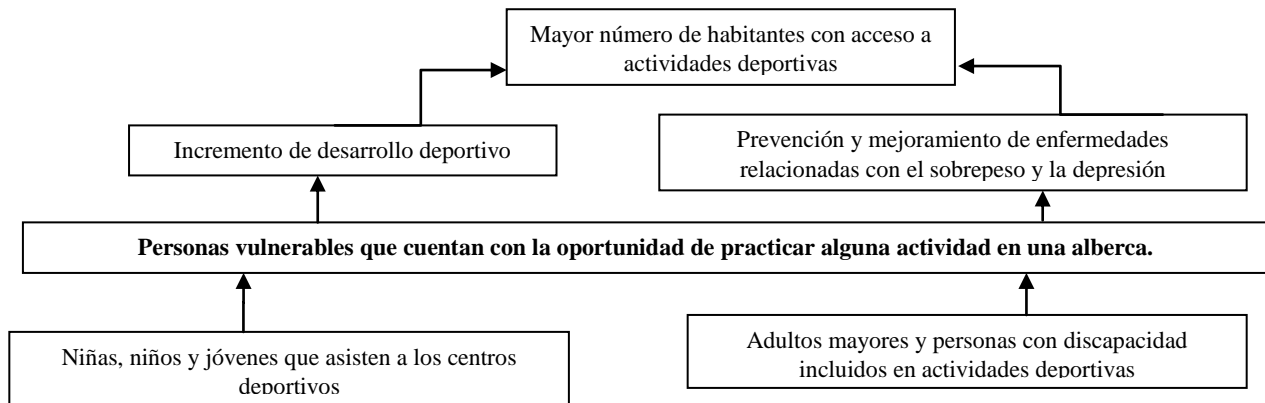 Mayor número de habitantes con acceso a
actividades deportivas
Incremento de desarrollo deportivo
Prevención y mejoramiento de enfermedades
relacionadas con el sobrepeso y la depresión
Personas vulnerables que cuentan con la oportunidad de practicar alguna actividad en una alberca.
Niñas, niños y jóvenes que asisten a los centros
deportivos
Adultos mayores y personas con discapacidad
incluidos en actividades deportivas